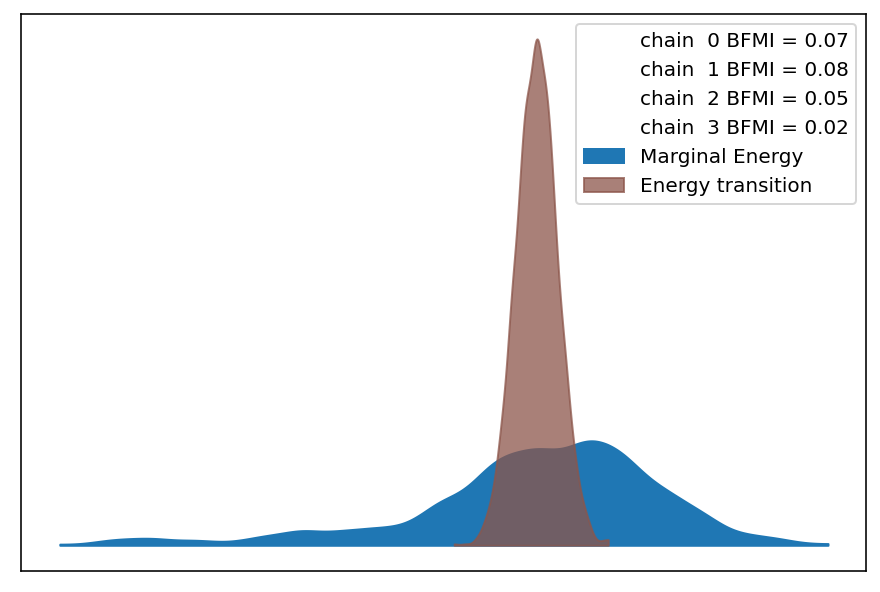 chain  0 BFMI = 0.07
chain  1 BFMI = 0.08
chain  2 BFMI = 0.05
chain  3 BFMI = 0.02
Marginal Energy
Energy transition